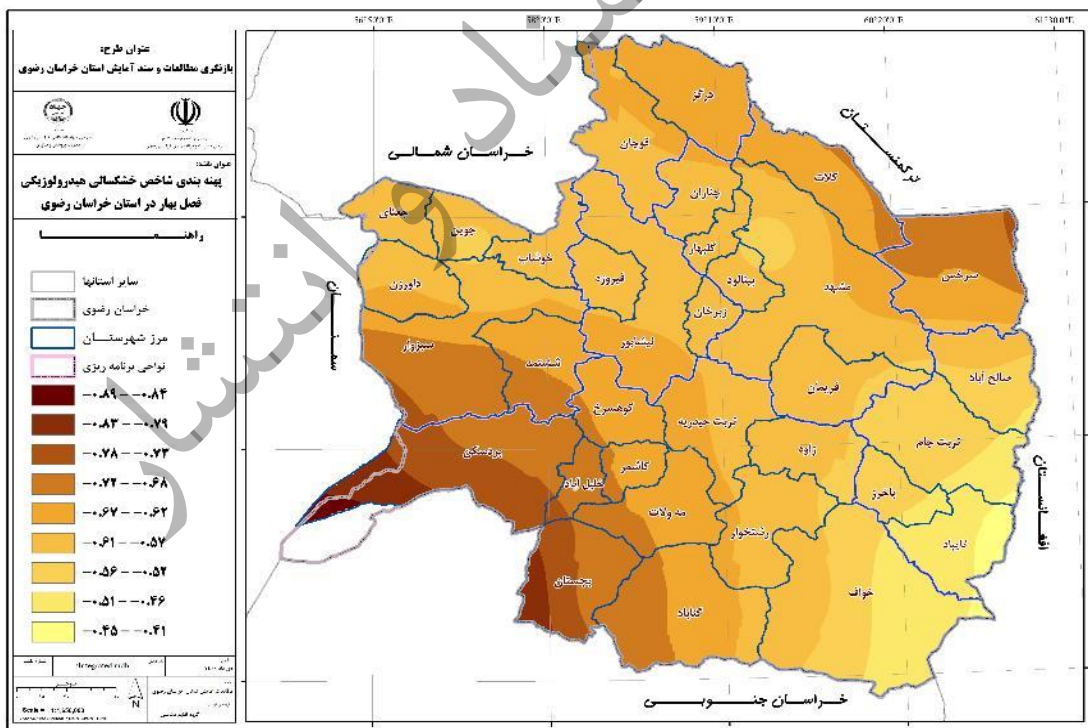 عنوان طرح:
بازنگری مطالعات و سند آمایش استان خراسان رضوی
عنوان نقشه:
پهنه بندی شاخص خشکسالی هیدرولوژیکی
فصل بهار در استان خراسان رضوی
راهنما
سایر استانها
خراسان رضوی
مرز شهرستان
نواحی برنامه ریزی
-۰.۸۹ - -۰.۸۴
-۰.۸۳ - -۰.۷۹
-۰.۷۸ - -۰.۷۳
-۰.۷۲ - -۰.۶۸
-۰.۶۷ - -۰.۶۲
-۰.۶۱ - -۰.۵۷
-۰.۵۶ - -۰.۵۲
-۰.۵۱ - -۰.۴۶
-۰.۴۵ - -۰.۴۱
N
خراسان شمالی
ترکمنستان
سمنان
افغانستان
خراسان جنوبی
درگز
قوچان
کلات
چناران
جغتای
جوین
گلبهار
خوشاب
فیروزه
بینالود
داورزن
مشهد
سرخس
زبرخان
سبزوار
نیشابور
ششتمد
صالح آباد
فریمان
کوهسرخ
تربت حیدریه
تربت جام
بردسکن
کاشمر
زاوه
خلیل آباد
باخرز
مه ولات
رشتخوار
تایباد
بجستان
خواف
گناباد
و انتشار